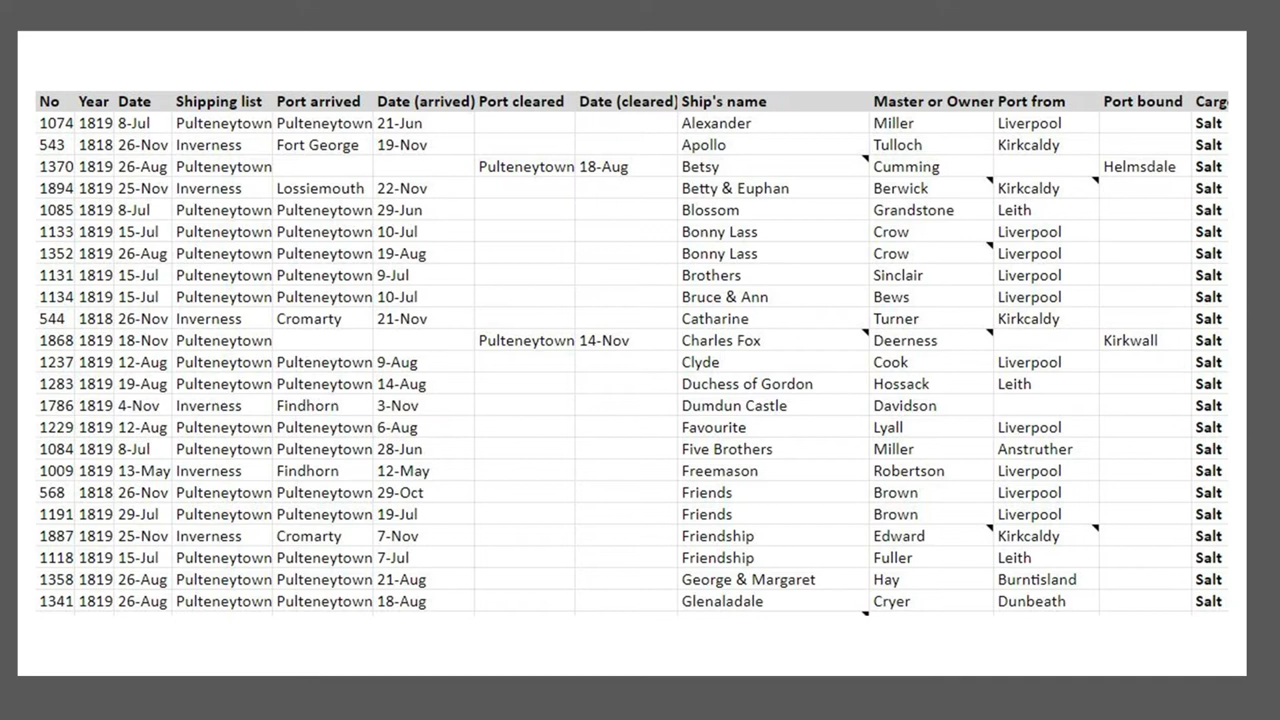 No Year Date Shipping list Port arrived Date (arrived) Port cleared Date (cleared) Ship's name Master or Owner Port from Port bound Carg
1074 1819 8-Jul Pulteneytown Pulteneytown 21-Jun Alexander Miller Liverpool Salt
543 1818 26-Nov Inverness Fort George 19-Nov Apollo Tulloch Kirkcaldy Salt
1370 1819 26-Aug Pulteneytown Pulteneytown 18-Aug Betsy Cumming Helmsdale Salt
1894 1819 25-Nov Inverness Lossiemouth 22-Nov Betty & Euphan Berwick Kirkcaldy Salt
1085 1819 8-Jul Pulteneytown Pulteneytown 29-Jun Blossom Grandstone Leith Salt
1133 1819 15-Jul Pulteneytown Pulteneytown 10-Jul Bonny Lass Crow Liverpool Salt
1352 1819 26-Aug Pulteneytown Pulteneytown 19-Aug Bonny Lass Crow Liverpool Salt
1131 1819 15-Jul Pulteneytown Pulteneytown 9-Jul Brothers Sinclair Liverpool Salt
1134 1819 15-Jul Pulteneytown Pulteneytown 10-Jul Bruce & Ann Bews Liverpool Salt
544 1818 26-Nov Inverness Cromarty 21-Nov Catharine Turner Kirkcaldy Salt
1868 1819 18-Nov Pulteneytown Pulteneytown 14-Nov Charles Fox Deerness Kirkwall Salt
1237 1819 12-Aug Pulteneytown Pulteneytown 9-Aug Clyde Cook Liverpool Salt
1283 1819 19-Aug Pulteneytown Pulteneytown 14-Aug Duchess of Gordon Hossack Leith Salt
1786 1819 4-Nov Inverness Findhorn 3-Nov Dumdun Castle Davidson Salt
1229 1819 12-Aug Pulteneytown Pulteneytown 6-Aug Favourite Lyall Liverpool Salt
1084 1819 8-Jul Pulteneytown Pulteneytown 28-Jun Five Brothers Miller Anstruther Salt
1009 1819 13-May Inverness Findhorn 12-May Freemason Robertson Liverpool Salt
568 1818 26-Nov Pulteneytown Pulteneytown 29-Oct Friends Brown Liverpool Salt
1191 1819 29-Jul Pulteneytown Pulteneytown 19-Jul Friends Brown Liverpool Salt
1887 1819 25-Nov Inverness Cromarty 7-Nov Friendship Edward Kirkcaldy Salt
1118 1819 15-Jul Pulteneytown Pulteneytown 7-Jul Friendship Fuller Leith Salt
1358 1819 26-Aug Pulteneytown Pulteneytown 21-Aug George & Margaret Hay Burntisland Salt
1341 1819 26-Aug Pulteneytown Pulteneytown 18-Aug Glenaladale Cryer Dunbeath Salt